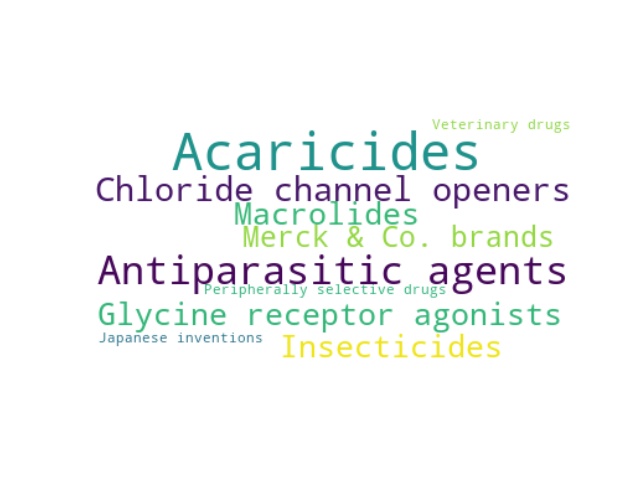 Veterinary drugs
Acaricides
Chloride channel openers
Macrolides
Merck & Co. brands
Antiparasitic agents
Peripherally selective drugs
Glycine receptor agonists
Japanese inventions
Insecticides